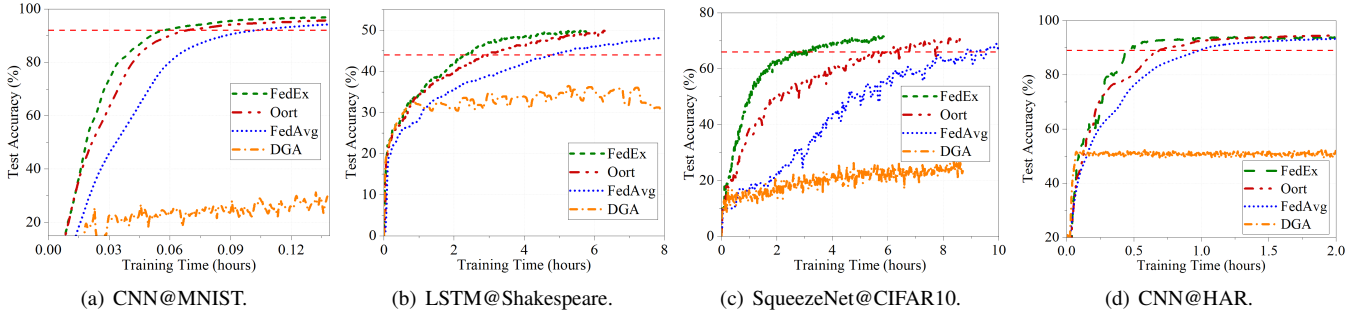 100
80
60
40
20
Test Accuracy (%)
FedEx
Oort
FedAvg
DGA
0.00 0.03 0.06 0.09 0.12
Training Time (hours)
(a) CNN@MNIST.
60
50
40
30
20
10
0
Test Accuracy (%)
FedEx
Oort
FedAvg
DGA
0 2 4 6 8
Training Time (hours)
(b) LSTM@Shakespeare.
80
60
40
20
0
Test Accuracy (%)
FedEx
Oort
FedAvg
DGA
0 2 4 6 8 10
Training Time (hours)
(c) SqueezeNet@CIFAR10.
100
80
60
40
20
Test Accuracy (%)
FedEx
Oort
FedAvg
DGA
0.0 0.5 1.0 1.5 2.0
Training Time (hours)
(d) CNN@HAR.